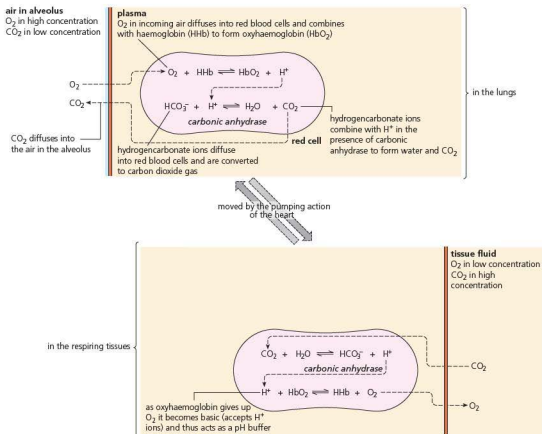 air in alveolus
O₂ in high concentration
CO₂ in low concentration
plasma
O₂ in incoming air diffuses into red blood cells and combines
with haemoglobin (HHb) to form oxyhaemoglobin (HbO₂)
O₂ + HHb ⇌ HbO₂ + H⁺
O₂
CO₂
HCO₃⁻ + H⁺ ⇌ H₂O + CO₂
carbonic anhydrase
red cell
in the lungs
CO₂ diffuses into
the air in the alveolus
hydrogencarbonate ions diffuse
into red blood cells and are converted
to carbon dioxide gas
hydrogencarbonate ions
combine with H⁺ in the
presence of carbonic
anhydrase to form water and CO₂
moved by the pumping action
of the heart
tissue fluid
O₂ in low concentration
CO₂ in high
concentration
in the respiring tissues
CO₂ + H₂O ⇌ HCO₃⁻ + H⁺
carbonic anhydrase
CO₂
H⁺ + HbO₂ ⇌ HHb + O₂
O₂
as oxyhaemoglobin gives up
O₂ it becomes basic (accepts H⁺
ions) and thus acts as a pH buffer